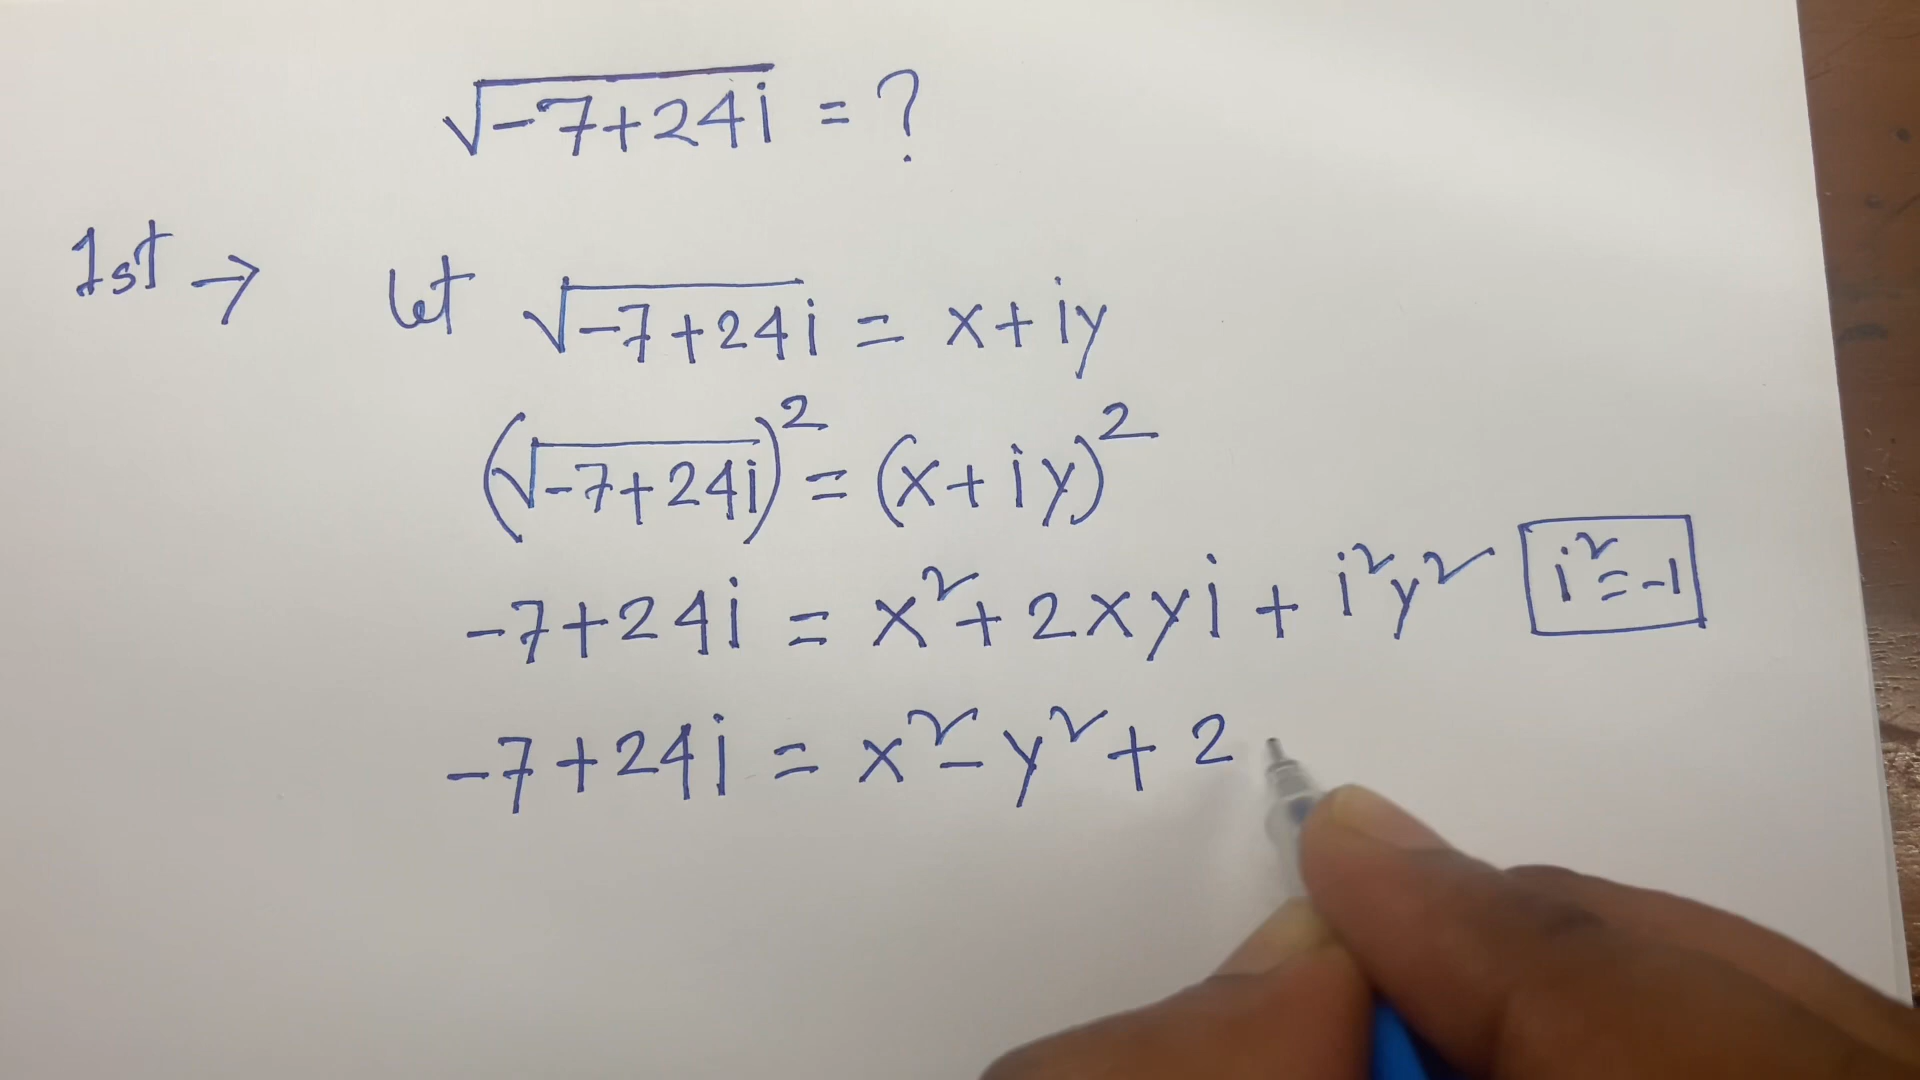 √-7+24i = ?
1st → let √-7+24i = x+iy
(√-7+24i)² = (x+iy)²
-7+24i = x²+2xyi + i²y² i²=-1
-7+24i = x²-y²+2